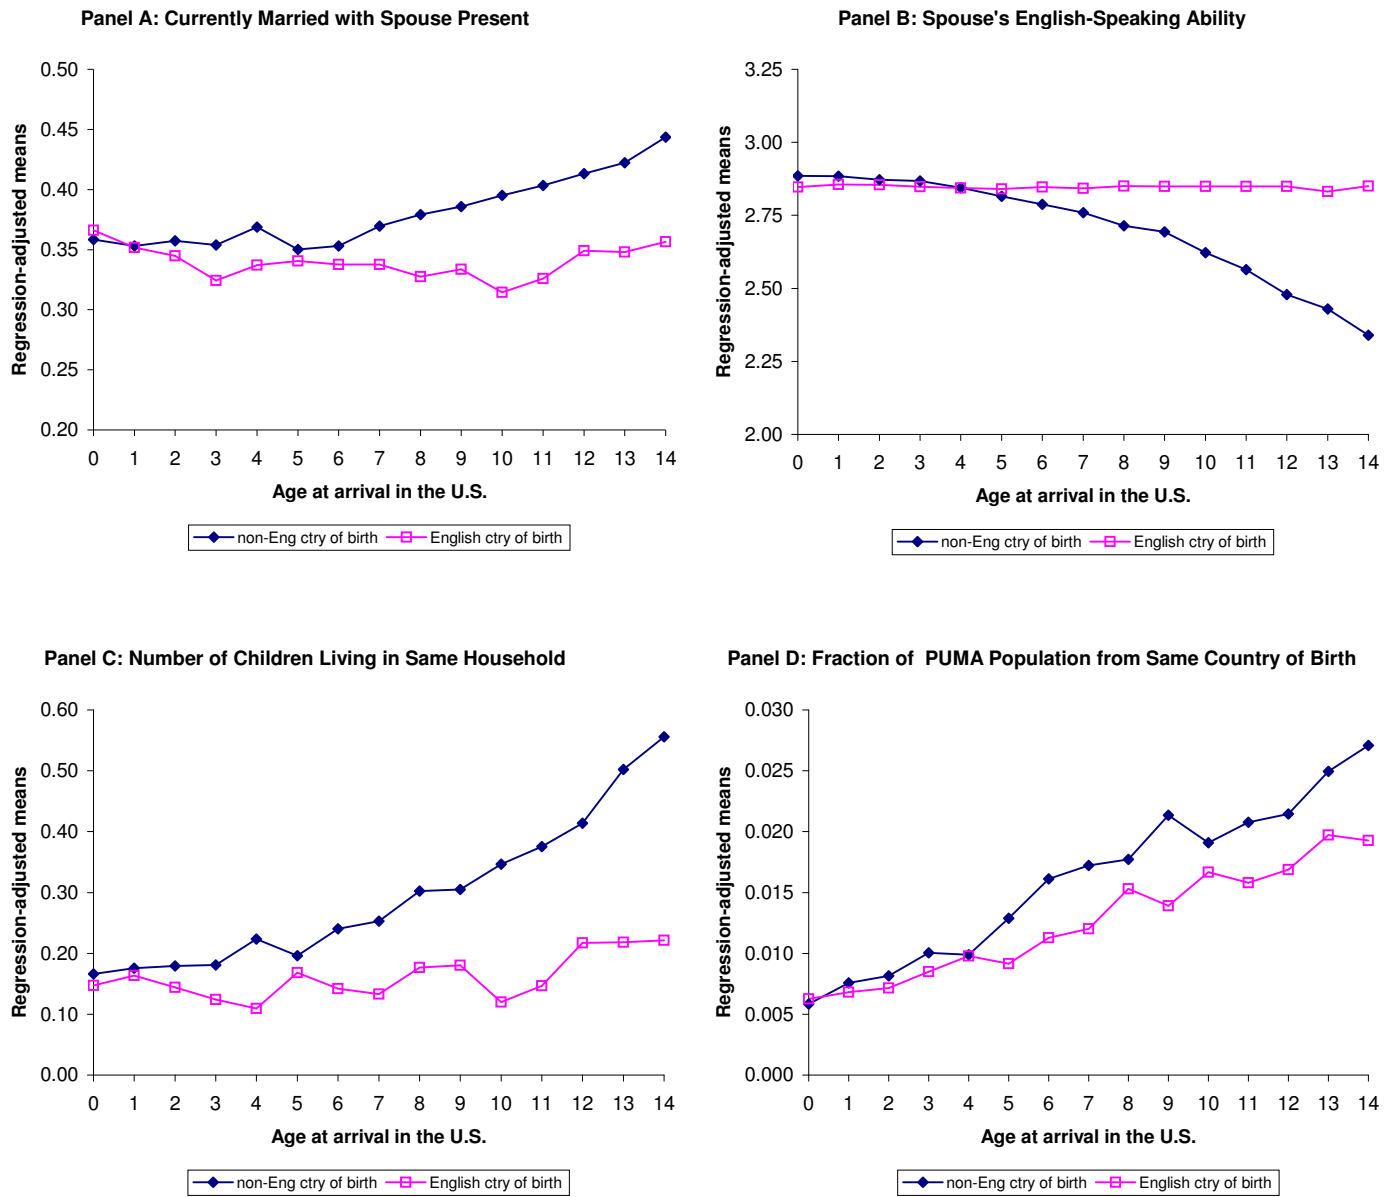 Panel A: Currently Married with Spouse Present
0.50
0.45
0.40
0.35
0.30
0.25
0.20
Regression-adjusted means
0 1 2 3 4 5 6 7 8 9 10 11 12 13 14
Age at arrival in the U.S.
non-Eng ctry of birth English ctry of birth
Panel B: Spouse's English-Speaking Ability
3.25
3.00
2.75
2.50
2.25
2.00
Regression-adjusted means
0 1 2 3 4 5 6 7 8 9 10 11 12 13 14
Age at arrival in the U.S.
non-Eng ctry of birth English ctry of birth
Panel C: Number of Children Living in Same Household
0.60
0.50
0.40
0.30
0.20
0.10
0.00
Regression-adjusted means
0 1 2 3 4 5 6 7 8 9 10 11 12 13 14
Age at arrival in the U.S.
non-Eng ctry of birth English ctry of birth
Panel D: Fraction of PUMA Population from Same Country of Birth
0.030
0.025
0.020
0.015
0.010
0.005
0.000
Regression-adjusted means
0 1 2 3 4 5 6 7 8 9 10 11 12 13 14
Age at arrival in the U.S.
non-Eng ctry of birth English ctry of birth